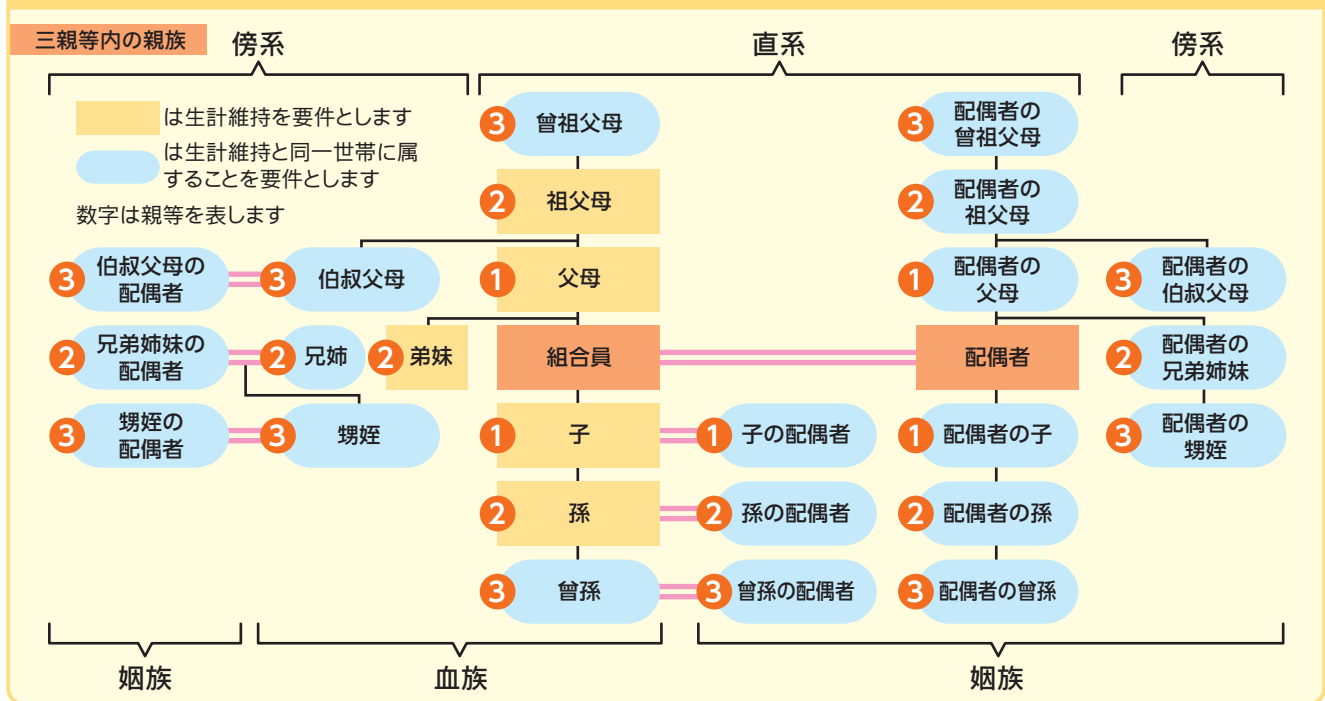 三親等内の親族
傍系
直系
傍系
は生計維持を要件とします
は生計維持と同一世帯に属
することを要件とします
数字は親等を表します
3 曾祖父母
3 配偶者の
曾祖父母
2 祖父母
2 配偶者の
祖父母
3 伯叔父母の
配偶者
3 伯叔父母
1 父母
1 配偶者の
父母
3 配偶者の
伯叔父母
2 兄弟姉妹の
配偶者
2 兄姉
2 弟妹
組合員
配偶者
2 配偶者の
兄弟姉妹
3 甥姪の
配偶者
3 甥姪
1 子
1 子の配偶者
1 配偶者の子
3 配偶者の
甥姪
2 孫
2 孫の配偶者
2 配偶者の孫
3 曾孫
3 曾孫の配偶者
3 配偶者の曾孫
姻族
血族
姻族